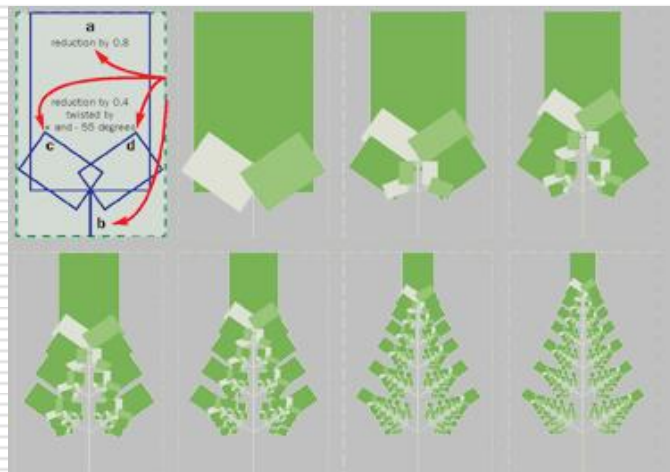 a
reduction by 0.8
reduction by 0.4
twisted by
and - 55 degrees
c
d
b